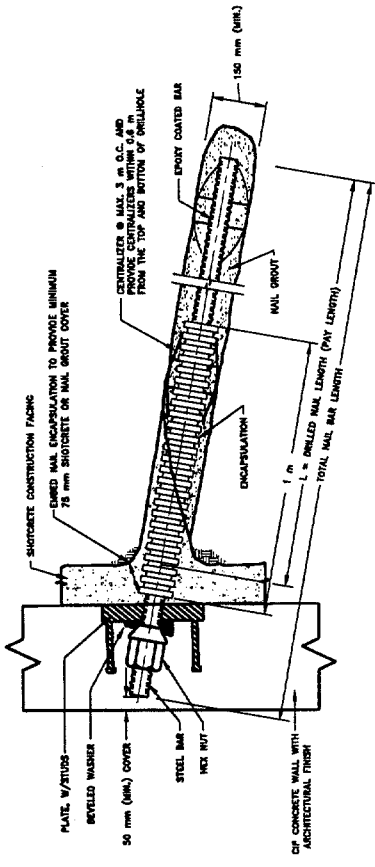 SHOTCRETE CONSTRUCTION FACING
EMBED NAIL ENCAPSULATION TO PROVIDE MINIMUM
75 mm SHOTCRETE OR NAIL GROUT COVER
CENTRALIZER @ MAX. 3 m O.C. AND
PROVIDE CENTRALIZERS WITHIN 0.6 m
FROM THE TOP AND BOTTOM OF DRILLHOLE
EPOXY COATED BAR
150 mm (MIN.)
PLATE, W/STUDS
BEVELED WASHER
50 mm (MIN.) COVER
STEEL BAR
HEX NUT
CIP CONCRETE WALL WITH
ARCHITECTURAL FINISH
ENCAPSULATION
NAIL GROUT
1 m
L = DRILLED NAIL LENGTH (PAY LENGTH)
TOTAL NAIL BAR LENGTH